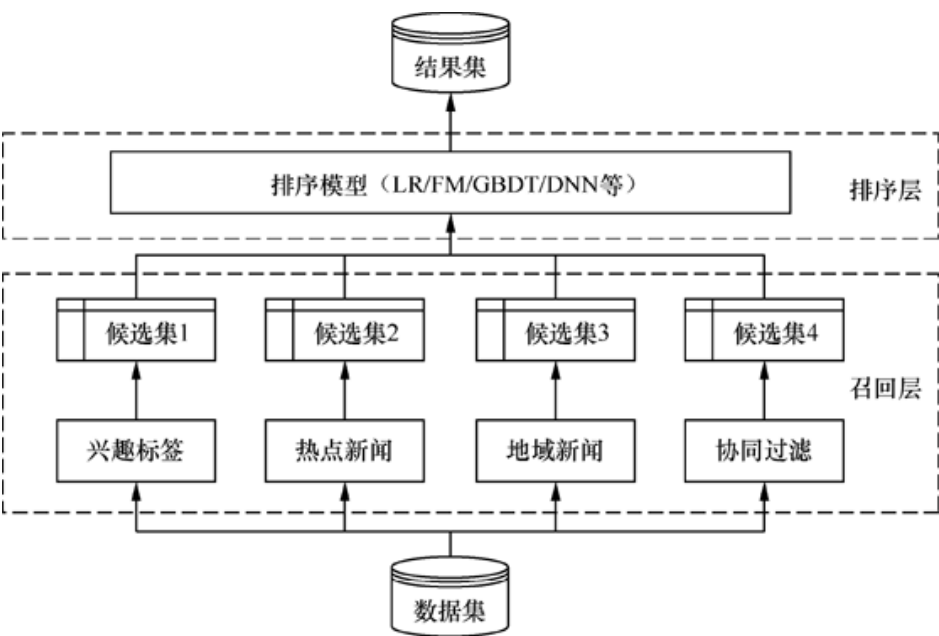 结果集
排序模型（LR/FM/GBDT/DNN等）
排序层
候选集1
候选集2
候选集3
候选集4
召回层
兴趣标签
热点新闻
地域新闻
协同过滤
数据集